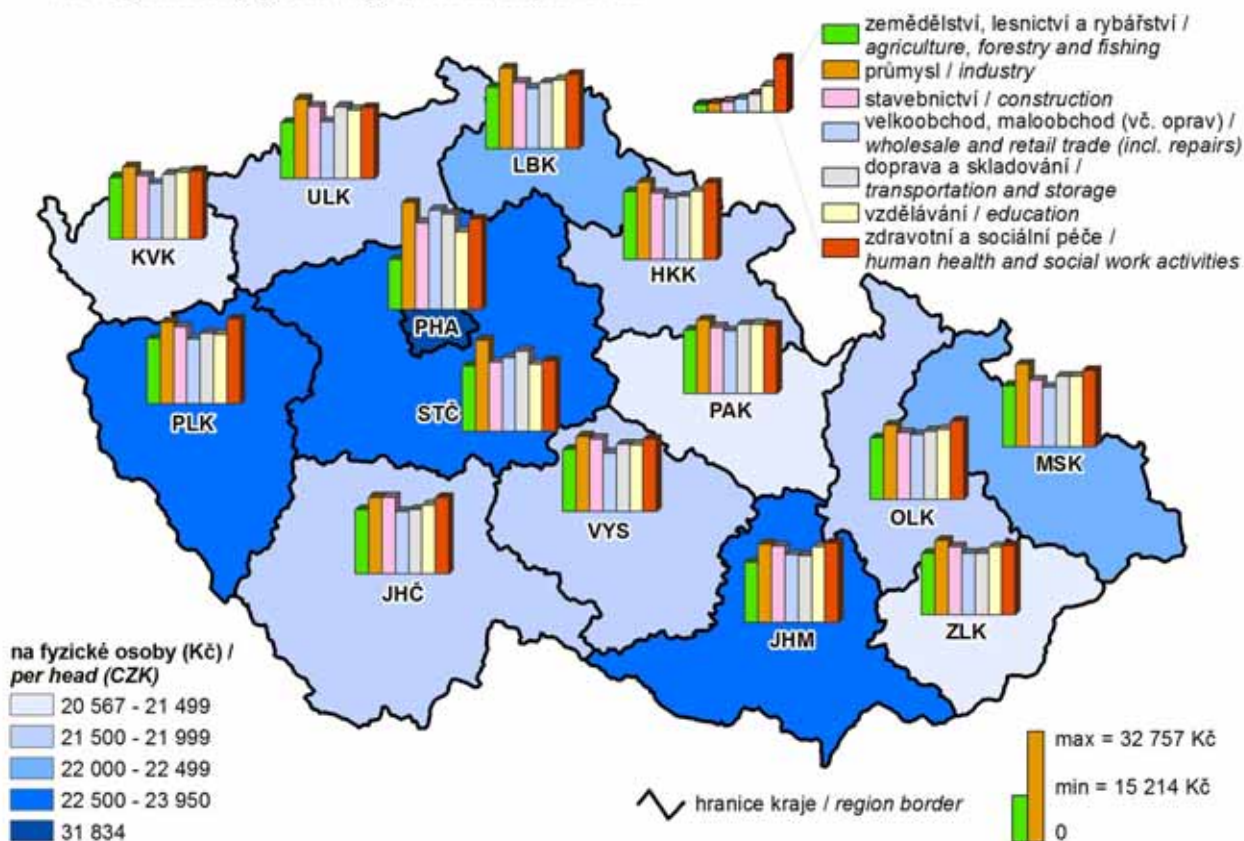 zemědělství, lesnictví a rybářství /
agriculture, forestry and fishing
průmysl / industry
stavebnictví / construction
velkoobchod, maloobchod (vč. oprav) /
wholesale and retail trade (incl. repairs)
doprava a skladování /
transportation and storage
vzdělávání / education
zdravotní a sociální péče /
human health and social work activities
LBK
ULK
KVK
HKK
PHA
PLK
STČ
PAK
MSK
OLK
VYS
JHČ
JHM
ZLK
na fyzické osoby (Kč) /
per head (CZK)
20 567 - 21 499
21 500 - 21 999
22 000 - 22 499
22 500 - 23 950
31 834
hranice kraje / region border
max = 32 757 Kč
min = 15 214 Kč
0